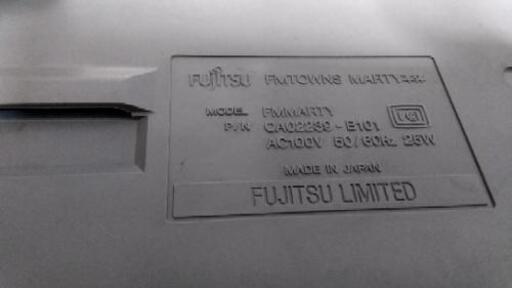 FUJITSU FMTOWNS MARTY
MODEL FMMARTY
P/N CA02239-B101
AC100V 50/60Hz 25W
MADE IN JAPAN
FUJITSU LIMITED